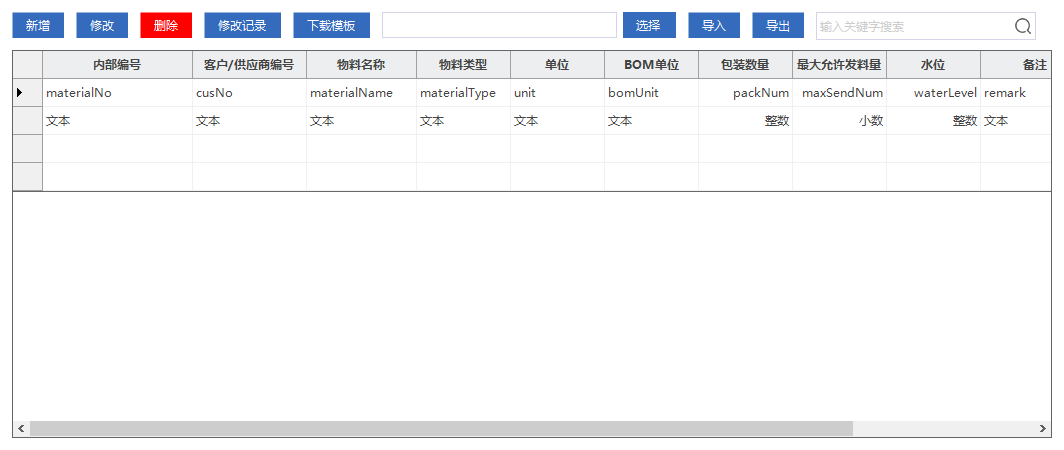 新增 修改 删除 修改记录 下载模板 选择 导入 导出 输入关键字搜索
内部编号 客户/供应商编号 物料名称 物料类型 单位 BOM单位 包装数量 最大允许发料量 水位 备注
materialNo cusNo materialName materialType unit bomUnit packNum maxSendNum waterLevel remark
文本 文本 文本 文本 文本 文本 整数 小数 整数 文本